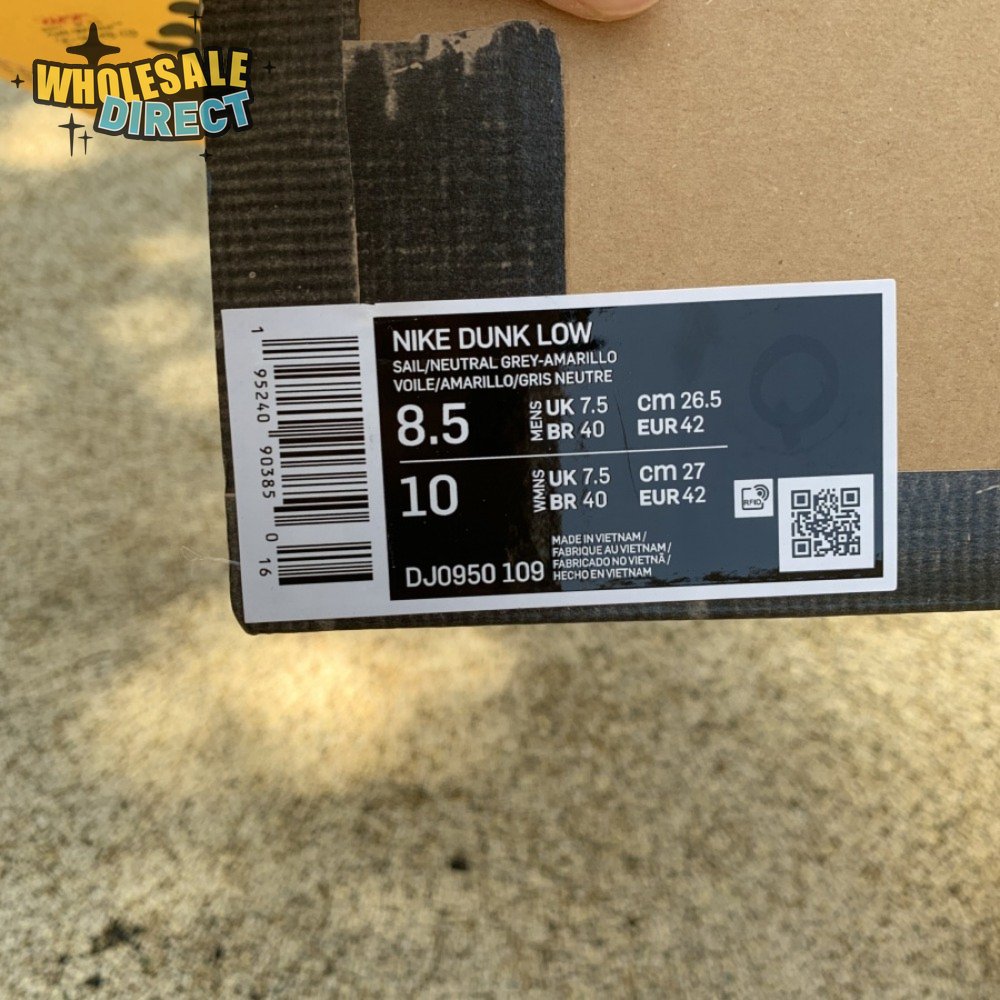 WHOLESALE
DIRECT
NIKE DUNK LOW
SAIL/NEUTRAL GREY-AMARILLO
VOILE/AMARILLO/GRIS NEUTRE
8.5 MENS UK 7.5 cm 26.5
BR 40 EUR 42
10 WMNS UK 7.5 cm 27
BR 40 EUR 42
RFID
MADE IN VIETNAM /
FABRIQUE AU VIETNAM /
FABRICADO NO VIETNÃ /
HECHO EN VIETNAM
DJ0950 109
1 95240 90385 0 16